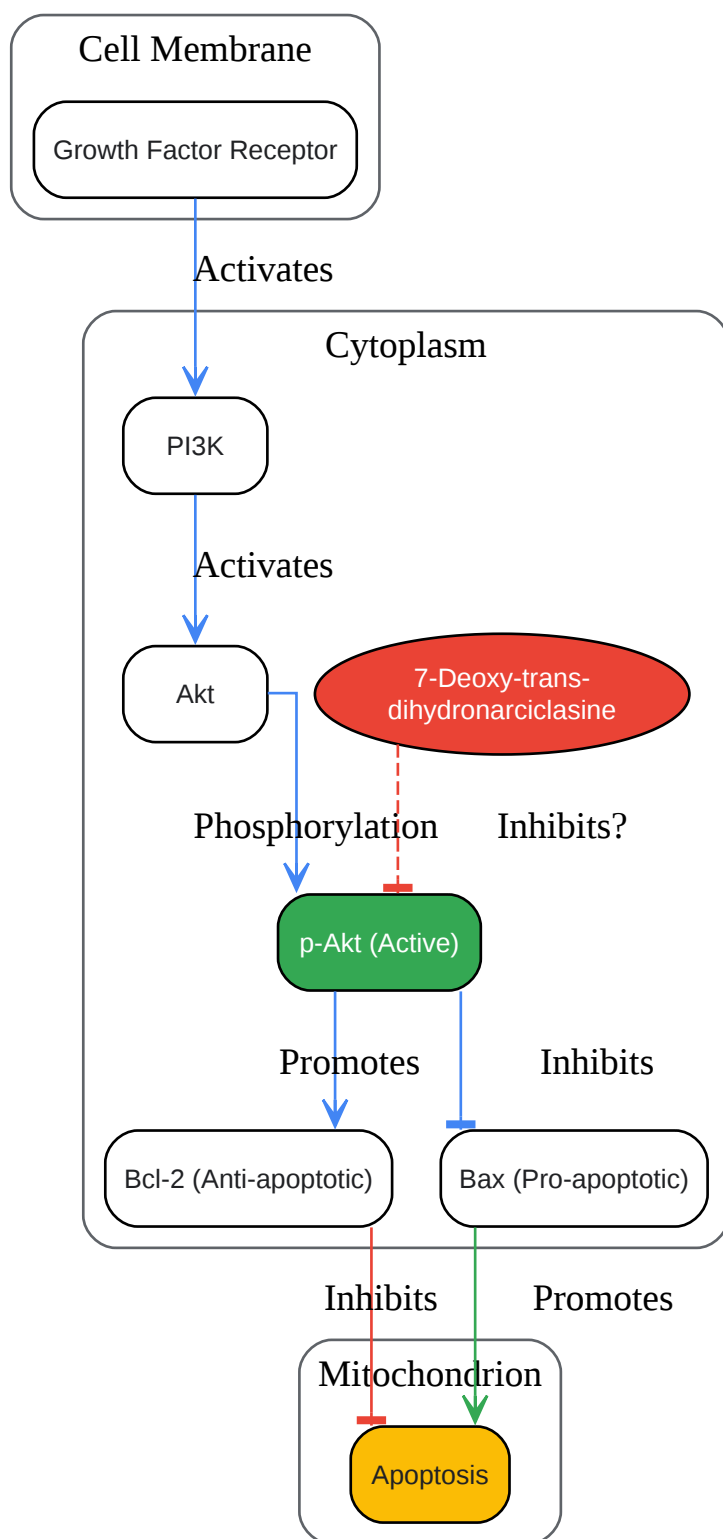 Cell Membrane
Growth Factor Receptor
Activates
Cytoplasm
PI3K
Activates
Akt
7-Deoxy-trans-
dihydronarciclasine
Phosphorylation
Inhibits?
p-Akt (Active)
Promotes
Inhibits
Bcl-2 (Anti-apoptotic)
Bax (Pro-apoptotic)
Inhibits
Promotes
Mitochondrion
Apoptosis